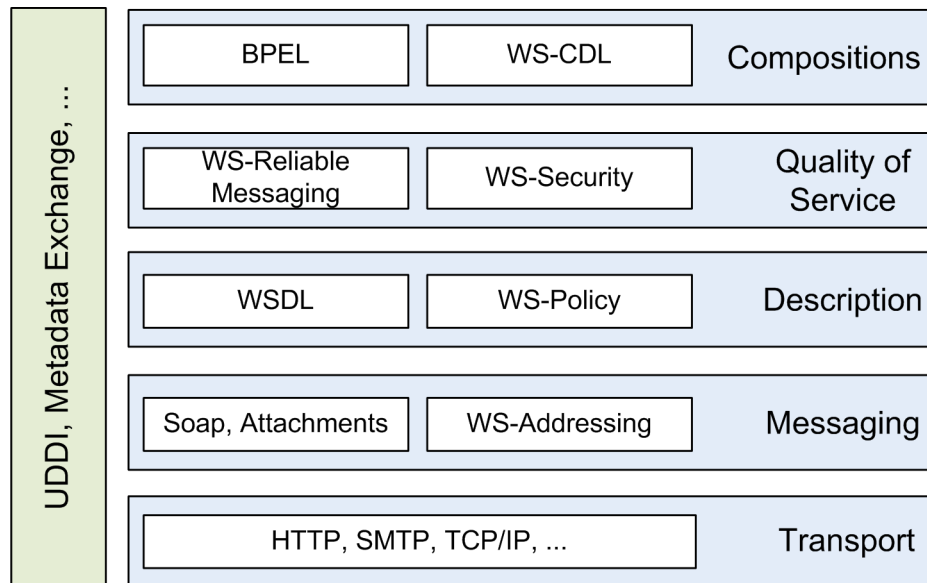 UDDI, Metadata Exchange, ...
BPEL
WS-CDL
Compositions
WS-Reliable
Messaging
WS-Security
Quality of
Service
WSDL
WS-Policy
Description
Soap, Attachments
WS-Addressing
Messaging
HTTP, SMTP, TCP/IP, ...
Transport